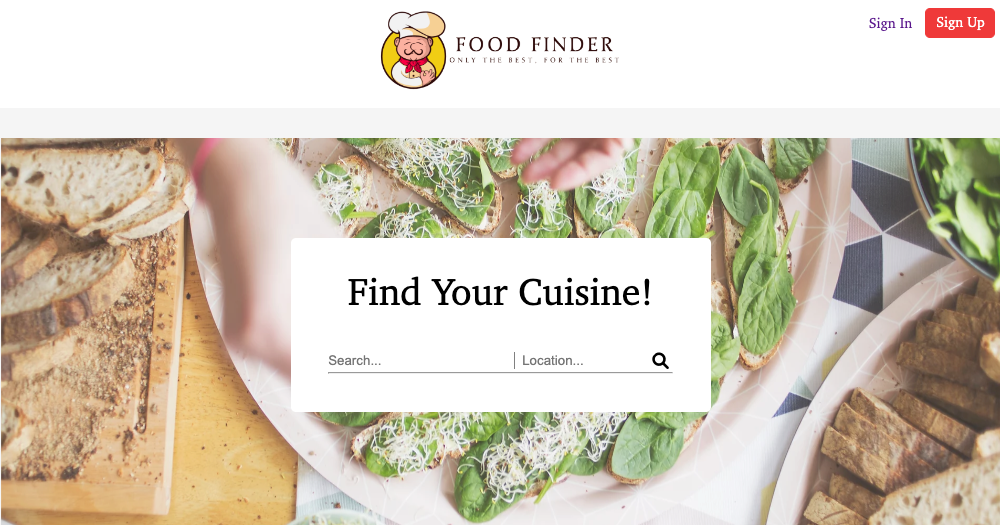 Sign In
Sign Up
FOOD FINDER
ONLY THE BEST, FOR THE BEST
Find Your Cuisine!
Search...
Location...